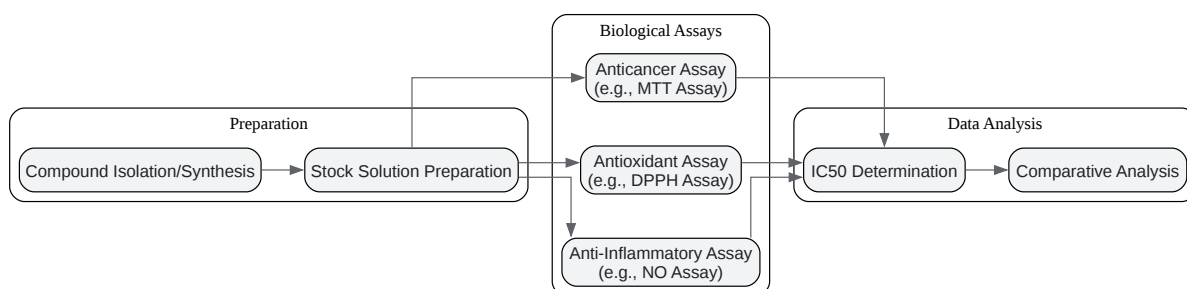 Preparation
Compound Isolation/Synthesis
Stock Solution Preparation
Biological Assays
Anticancer Assay
(e.g., MTT Assay)
Antioxidant Assay
(e.g., DPPH Assay)
Anti-Inflammatory Assay
(e.g., NO Assay)
Data Analysis
IC50 Determination
Comparative Analysis